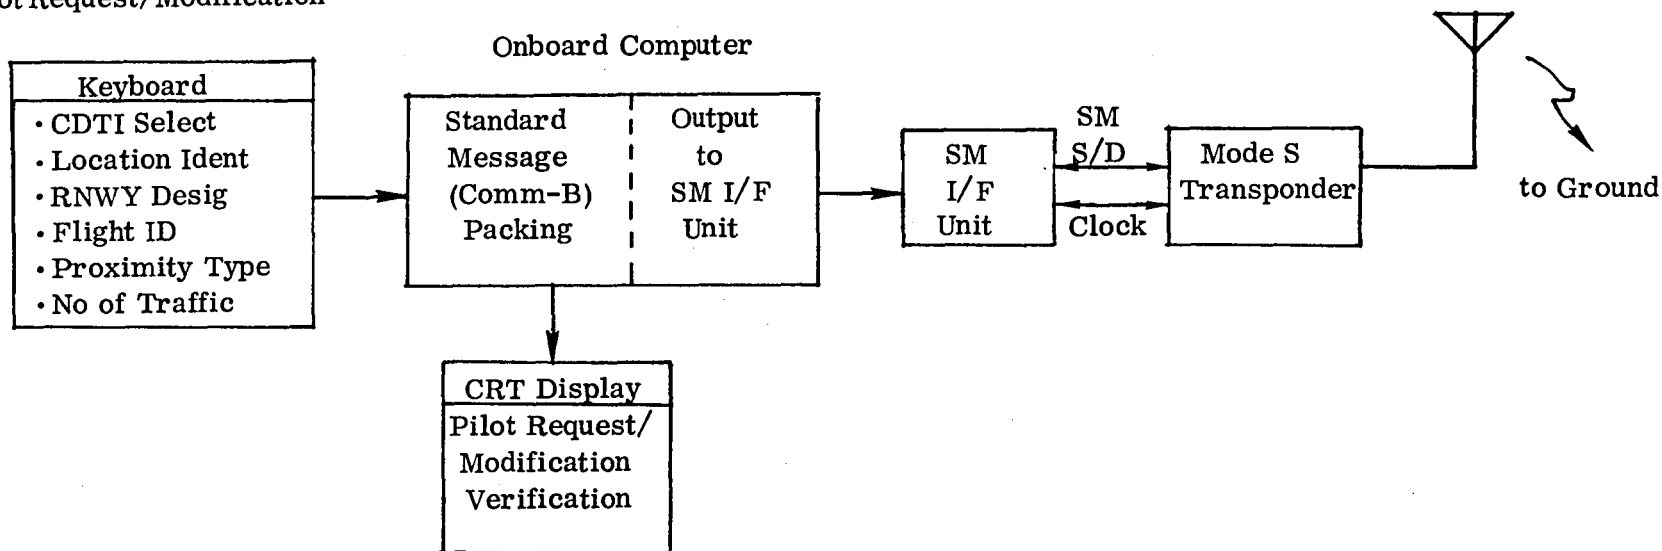 Request/Modification
Onboard Computer
Keyboard
• CDTI Select
• Location Ident
• RNWY Desig
• Flight ID
• Proximity Type
• No of Traffic
Standard
Message
(Comm-B)
Packing
Output
to
SM I/F
Unit
SM
I/F
Unit
SM
S/D
Clock
Mode S
Transponder
to Ground
CRT Display
Pilot Request/
Modification
Verification